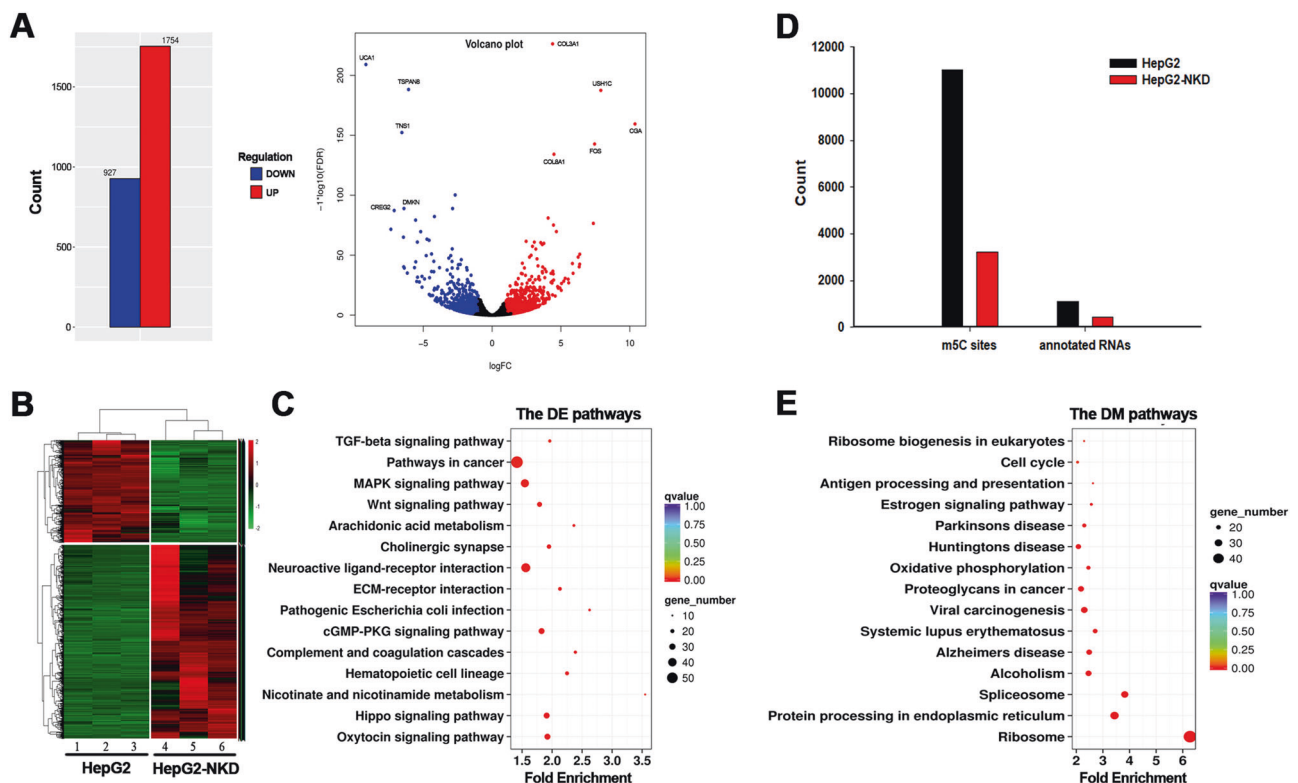 A
Count
1500
1000
500
0
1754
927
Regulation
DOWN
UP
Volcano plot
-1*log10(FDR)
200
150
100
50
0
UCA1
TSPAN8
TNS1
CREG2
DMKN
COL3A1
USH1C
CGA
FOS
COL8A1
-5
0
5
10
logFC
D
Count
12000
10000
8000
6000
4000
2000
0
HepG2
HepG2-NKD
m5C sites
annotated RNAs
B
2
1
0
-1
-2
1 2 3 4 5 6
HepG2 HepG2-NKD
C
The DE pathways
TGF-beta signaling pathway
Pathways in cancer
MAPK signaling pathway
Wnt signaling pathway
Arachidonic acid metabolism
Cholinergic synapse
Neuroactive ligand-receptor interaction
ECM-receptor interaction
Pathogenic Escherichia coli infection
cGMP-PKG signaling pathway
Complement and coagulation cascades
Hematopoietic cell lineage
Nicotinate and nicotinamide metabolism
Hippo signaling pathway
Oxytocin signaling pathway
1.5 2.0 2.5 3.0 3.5
Fold Enrichment
qvalue
1.00
0.75
0.50
0.25
0.00
gene_number
10
20
30
40
50
E
The DM pathways
Ribosome biogenesis in eukaryotes
Cell cycle
Antigen processing and presentation
Estrogen signaling pathway
Parkinsons disease
Huntingtons disease
Oxidative phosphorylation
Proteoglycans in cancer
Viral carcinogenesis
Systemic lupus erythematosus
Alzheimers disease
Alcoholism
Spliceosome
Protein processing in endoplasmic reticulum
Ribosome
2 3 4 5 6
Fold Enrichment
gene_number
20
30
40
qvalue
1.00
0.75
0.50
0.25
0.00